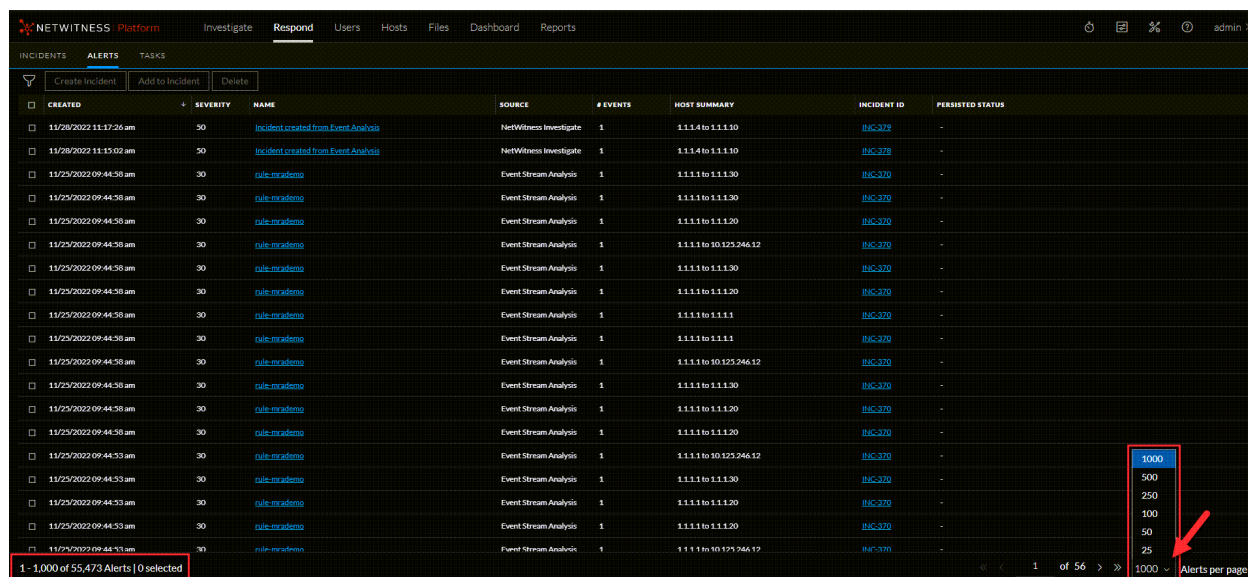 NETWITNESS Platform Investigate Respond Users Hosts Files Dashboard Reports admin
INCIDENTS ALERTS TASKS
Create Incident Add to Incident Delete
CREATED SEVERITY NAME SOURCE # EVENTS HOST SUMMARY INCIDENT ID PERSISTED STATUS
11/28/2022 11:17:26 am 50 Incident created from Event Analysis NetWitness Investigate 1 1.1.1.4 to 1.1.1.10 INC-379 -
11/28/2022 11:15:02 am 50 Incident created from Event Analysis NetWitness Investigate 1 1.1.1.4 to 1.1.1.10 INC-378 -
11/25/2022 09:44:58 am 30 rule-mrademo Event Stream Analysis 1 1.1.1.1 to 1.1.1.30 INC-370 -
11/25/2022 09:44:58 am 30 rule-mrademo Event Stream Analysis 1 1.1.1.1 to 1.1.1.30 INC-370 -
11/25/2022 09:44:58 am 30 rule-mrademo Event Stream Analysis 1 1.1.1.1 to 1.1.1.20 INC-370 -
11/25/2022 09:44:58 am 30 rule-mrademo Event Stream Analysis 1 1.1.1.1 to 10.125.246.12 INC-370 -
11/25/2022 09:44:58 am 30 rule-mrademo Event Stream Analysis 1 1.1.1.1 to 1.1.1.30 INC-370 -
11/25/2022 09:44:58 am 30 rule-mrademo Event Stream Analysis 1 1.1.1.1 to 1.1.1.20 INC-370 -
11/25/2022 09:44:58 am 30 rule-mrademo Event Stream Analysis 1 1.1.1.1 to 1.1.1.1 INC-370 -
11/25/2022 09:44:58 am 30 rule-mrademo Event Stream Analysis 1 1.1.1.1 to 1.1.1.1 INC-370 -
11/25/2022 09:44:58 am 30 rule-mrademo Event Stream Analysis 1 1.1.1.1 to 10.125.246.12 INC-370 -
11/25/2022 09:44:58 am 30 rule-mrademo Event Stream Analysis 1 1.1.1.1 to 1.1.1.30 INC-370 -
11/25/2022 09:44:58 am 30 rule-mrademo Event Stream Analysis 1 1.1.1.1 to 1.1.1.20 INC-370 -
11/25/2022 09:44:58 am 30 rule-mrademo Event Stream Analysis 1 1.1.1.1 to 1.1.1.20 INC-370 -
11/25/2022 09:44:53 am 30 rule-mrademo Event Stream Analysis 1 1.1.1.1 to 10.125.246.12 INC-370 -
11/25/2022 09:44:53 am 30 rule-mrademo Event Stream Analysis 1 1.1.1.1 to 1.1.1.30 INC-370 -
11/25/2022 09:44:53 am 30 rule-mrademo Event Stream Analysis 1 1.1.1.1 to 1.1.1.20 INC-370 -
11/25/2022 09:44:53 am 30 rule-mrademo Event Stream Analysis 1 1.1.1.1 to 1.1.1.20 INC-370 -
11/25/2022 09:44:53 am 30 rule-mrademo Event Stream Analysis 1 1.1.1.1 to 10.125.246.12 INC-370 -
1000
500
250
100
50
25
1 - 1,000 of 55,473 Alerts | 0 selected 1 of 56 1000 Alerts per page